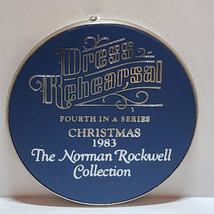 Dress
Rehearsal
FOURTH IN A SERIES
CHRISTMAS
1983
The Norman Rockwell
Collection